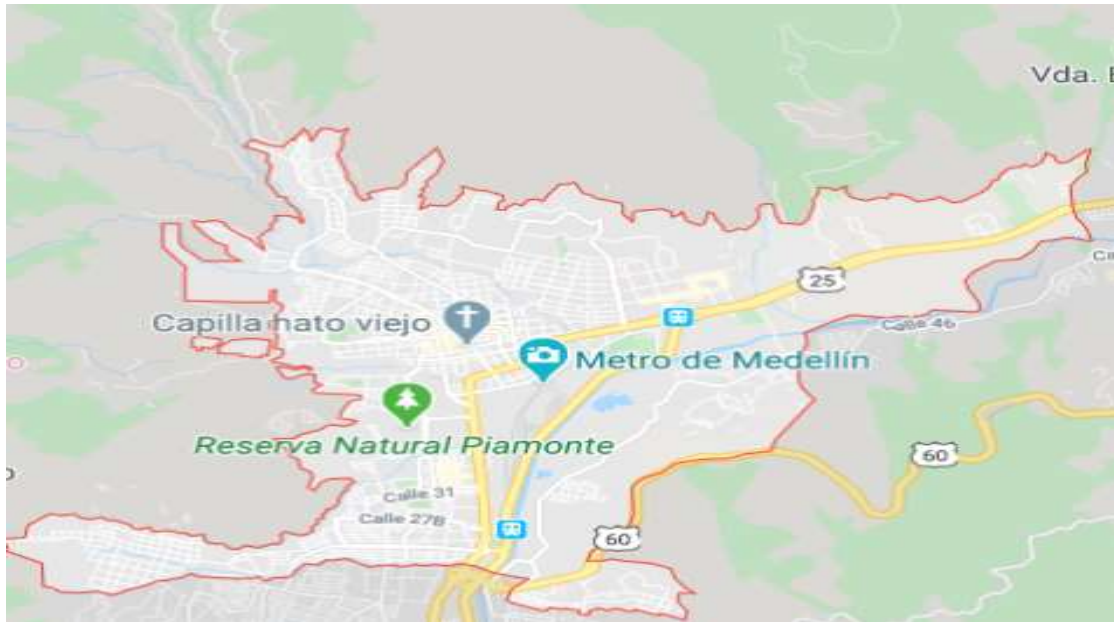 Vda.
25
Capilla hato viejo
Calle 46
Metro de Medellín
Reserva Natural Piamonte
60
Calle 31
Calle 27B
60